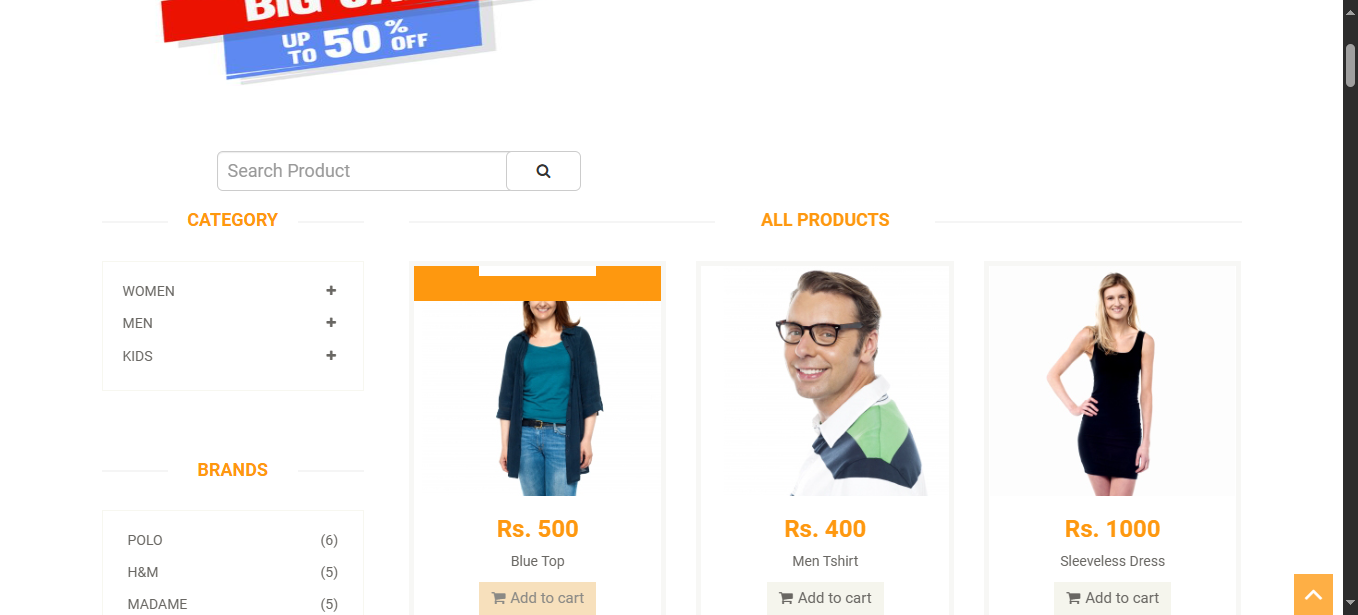 UP TO 50% OFF
Search Product
CATEGORY
ALL PRODUCTS
WOMEN
MEN
KIDS
BRANDS
POLO (6)
H&M (5)
MADAME (5)
Rs. 500
Blue Top
Add to cart
Rs. 400
Men Tshirt
Add to cart
Rs. 1000
Sleeveless Dress
Add to cart